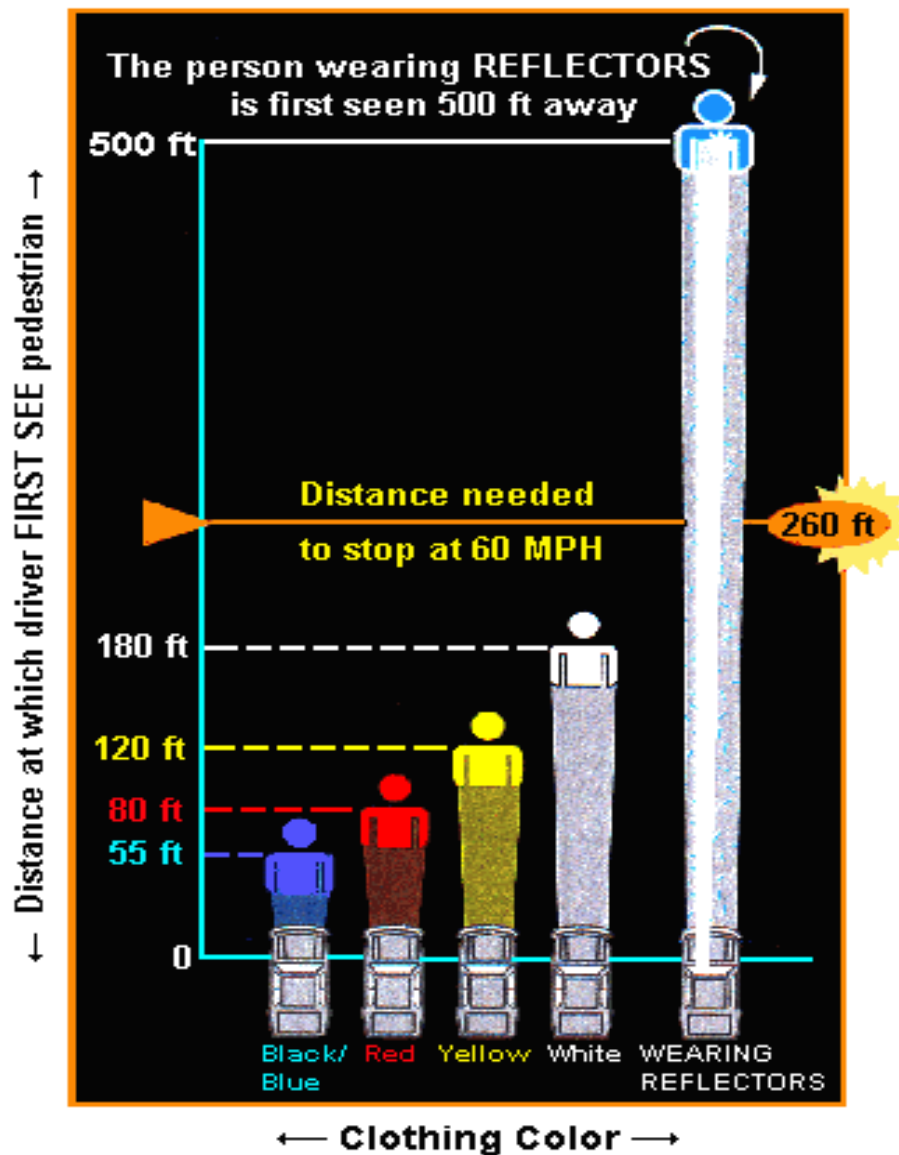 The person wearing REFLECTORS
is first seen 500 ft away
500 ft
← Distance at which driver FIRST SEE pedestrian →
Distance needed
260 ft
to stop at 60 MPH
180 ft
120 ft
80 ft
55 ft
0
Black/
Blue
Red
Yellow
White
WEARING
REFLECTORS
← Clothing Color →